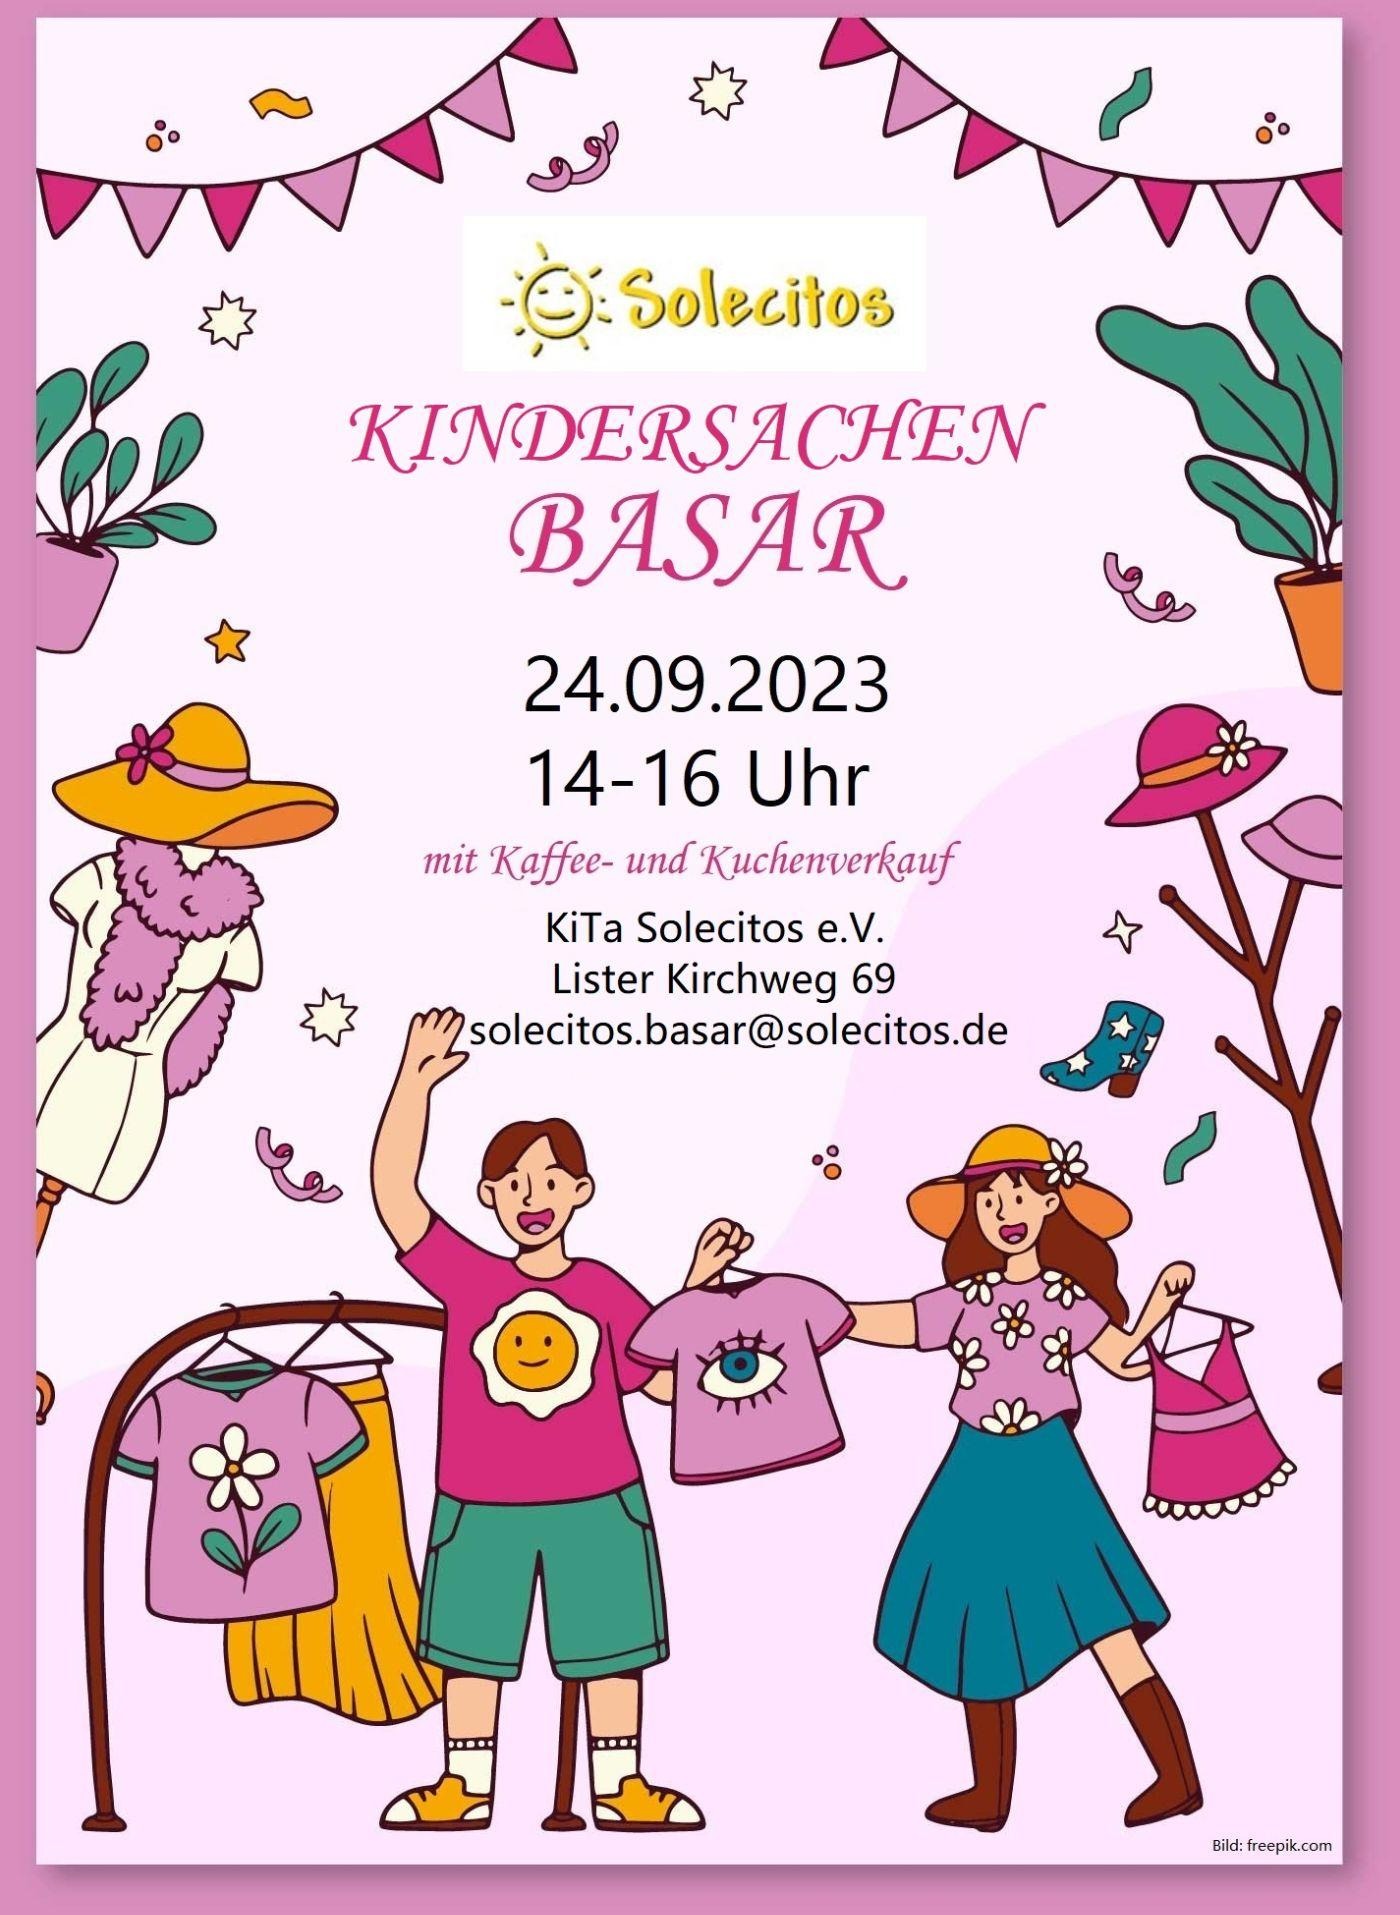 Solecitos
KINDERSACHEN
BASAR
24.09.2023
14-16 Uhr
mit Kaffee- und Kuchenverkauf
KiTa Solecitos e.V.
Lister Kirchweg 69
solecitos.basar@solecitos.de
Bild: freepik.com